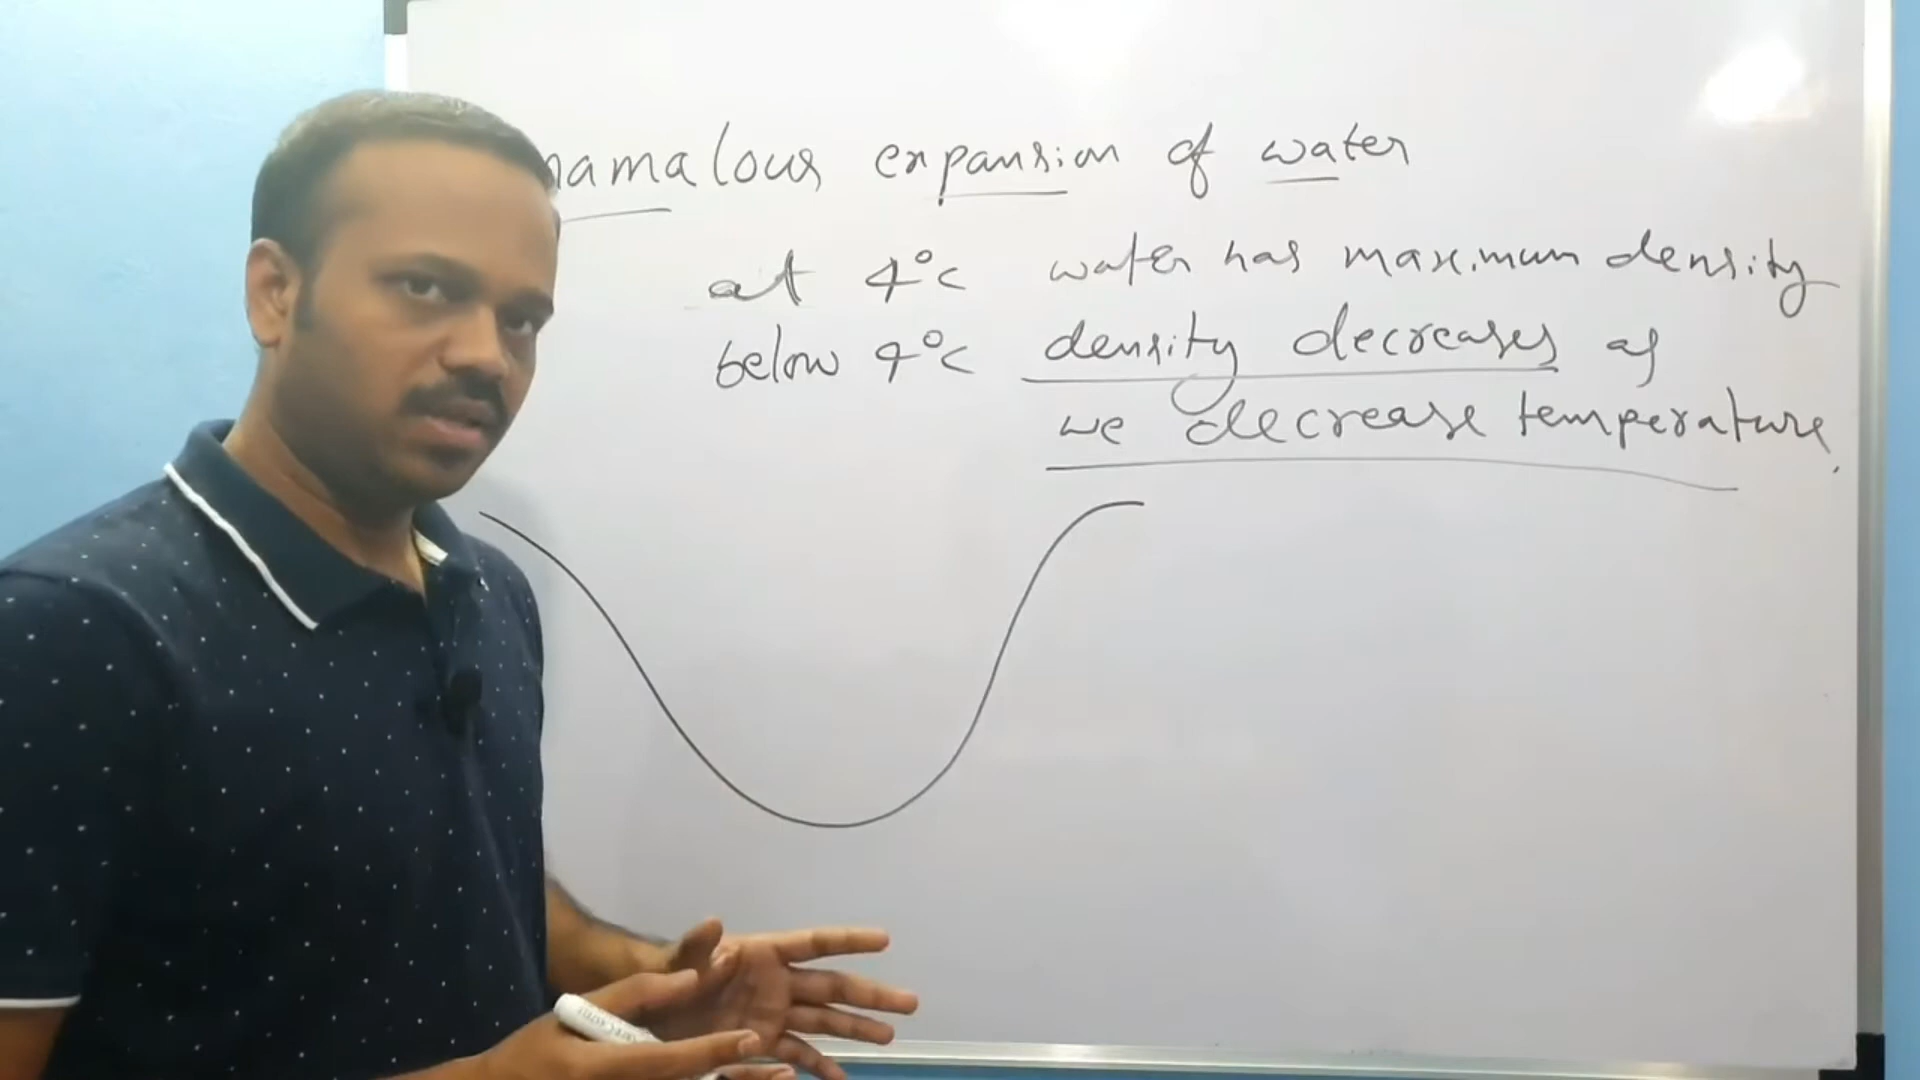 namalous expansion of water
at 4°c water has maximum density
below 4°c density decreases as
we decrease temperature.